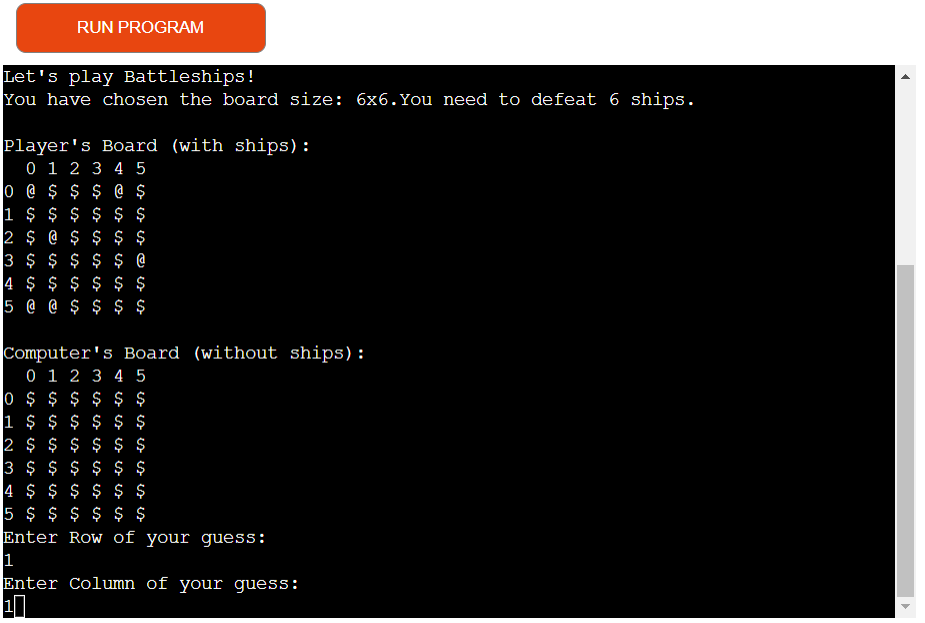 RUN PROGRAM
Let's play Battleships!
You have chosen the board size: 6x6.You need to defeat 6 ships.
Player's Board (with ships):
0 1 2 3 4 5
0 @ $ $ $ @ $
1 $ $ $ $ $ $
2 $ @ $ $ $ $
3 $ $ $ $ $ @
4 $ $ $ $ $ $
5 @ @ $ $ $ $
Computer's Board (without ships):
0 1 2 3 4 5
0 $ $ $ $ $ $
1 $ $ $ $ $ $
2 $ $ $ $ $ $
3 $ $ $ $ $ $
4 $ $ $ $ $ $
5 $ $ $ $ $ $
Enter Row of your guess:
1
Enter Column of your guess:
1